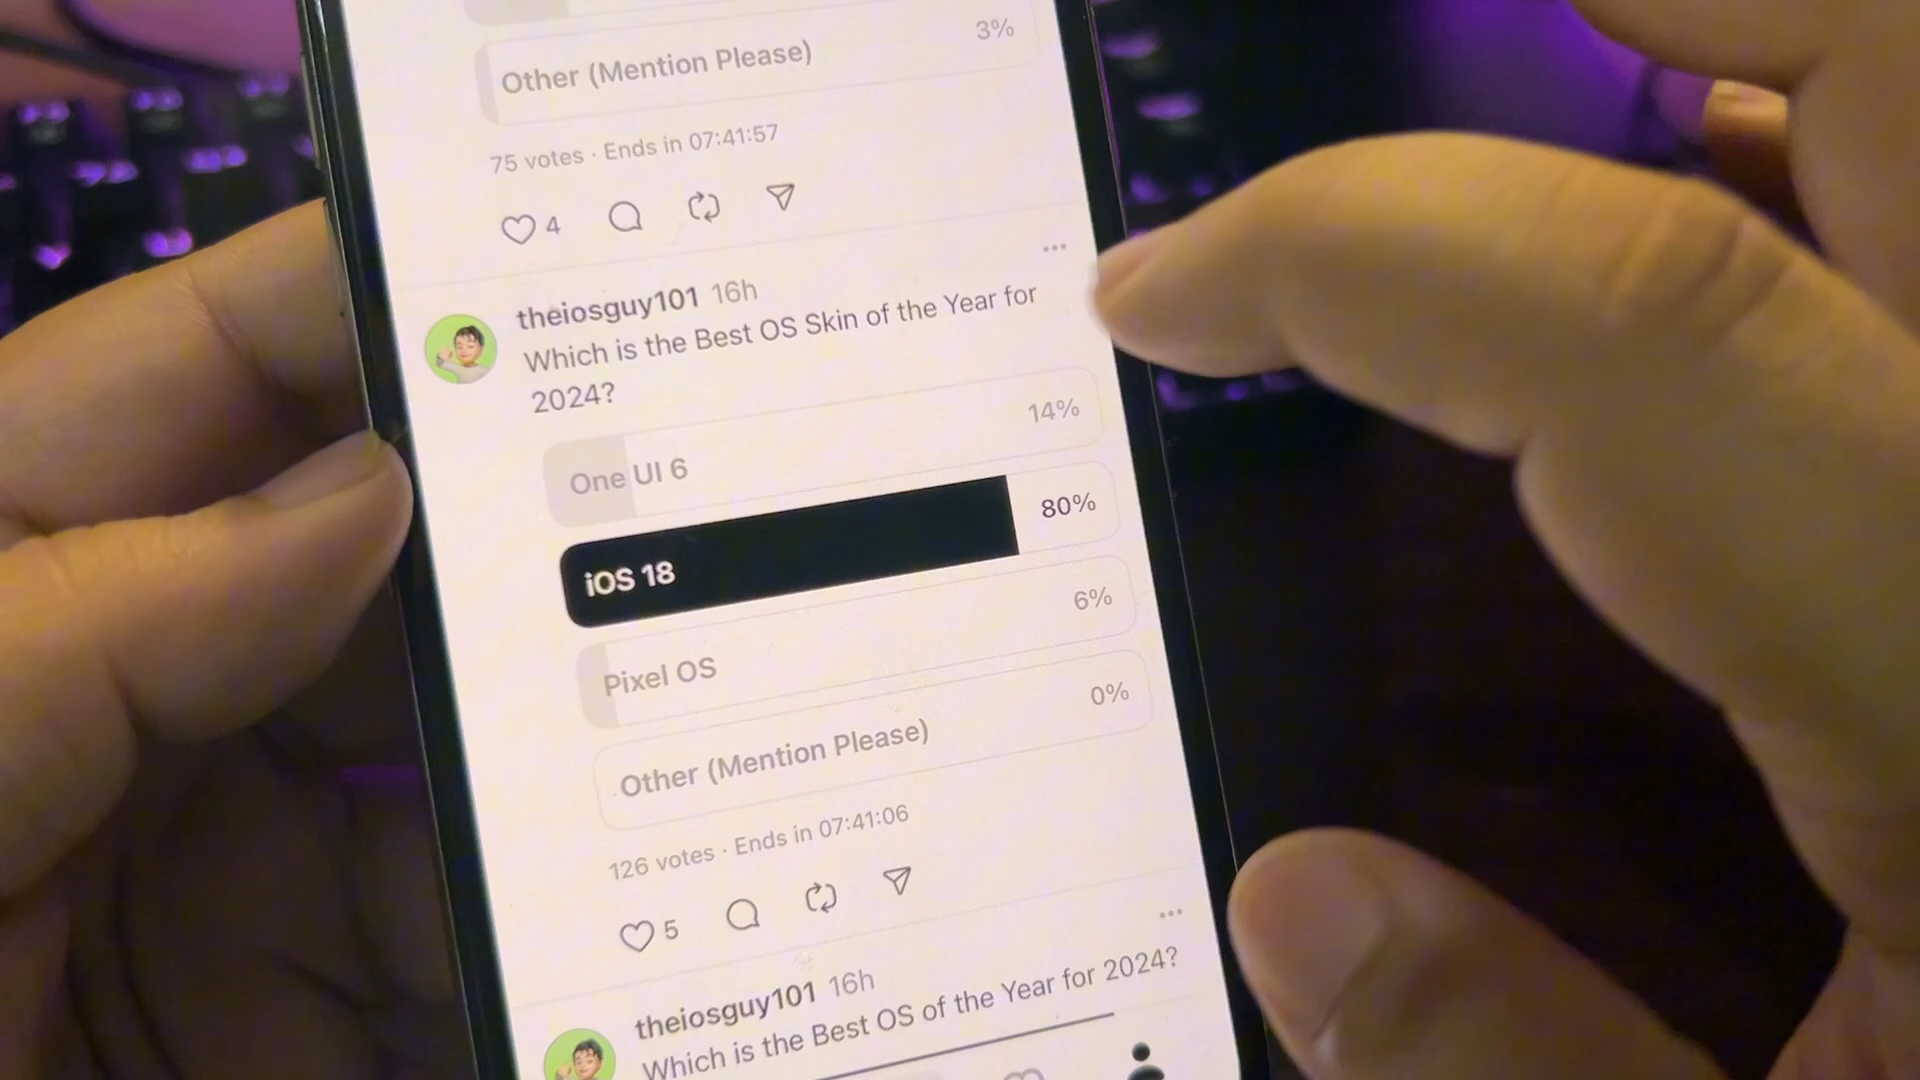 Other (Mention Please) 3%
75 votes · Ends in 07:41:57
4
theiosguy101 16h
Which is the Best OS Skin of the Year for
2024?
One UI 6 14%
iOS 18 80%
Pixel OS 6%
Other (Mention Please) 0%
126 votes · Ends in 07:41:06
5
theiosguy101 16h
Which is the Best OS of the Year for 2024?